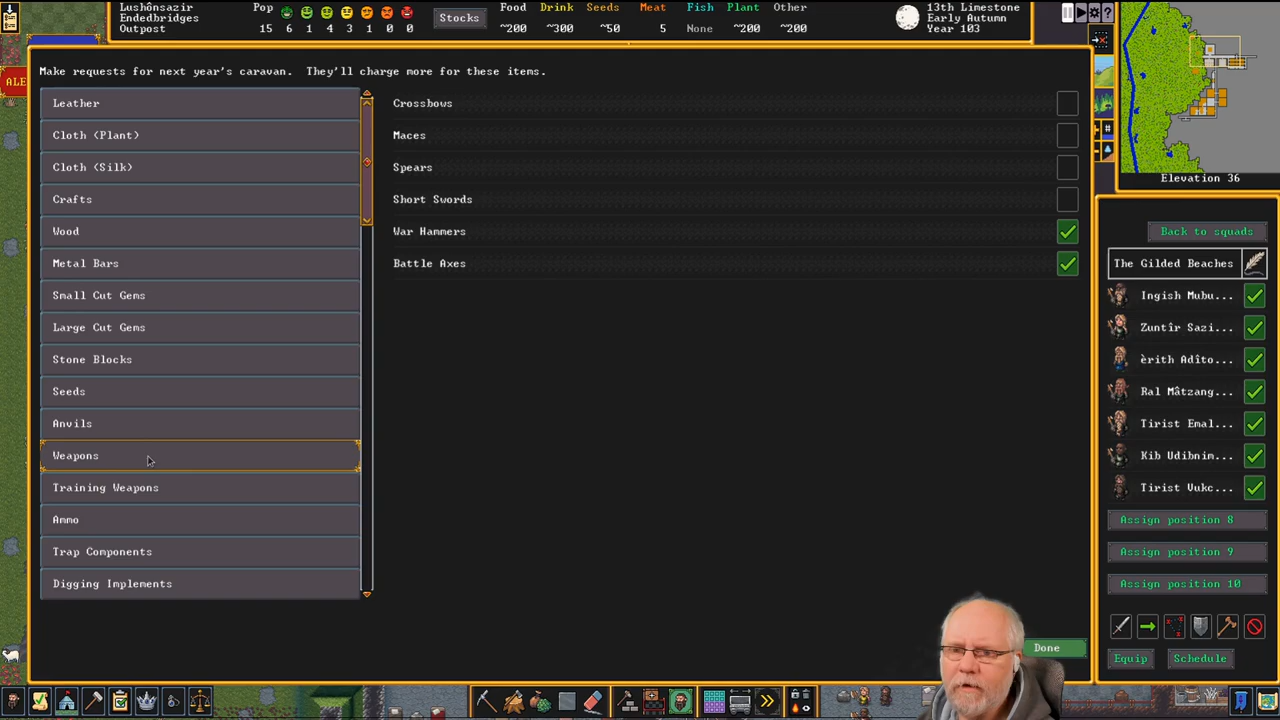 Lushônsazir
Endedbridges
Outpost
Pop
15 6 1 4 3 1 0 0
Stocks
Food Drink Seeds Meat Fish Plant Other
~200 ~300 ~50 5 None ~200 ~200
13th Limestone
Early Autumn
Year 103
ALE
Make requests for next year's caravan. They'll charge more for these items.
Leather
Cloth (Plant)
Cloth (Silk)
Crafts
Wood
Metal Bars
Small Cut Gems
Large Cut Gems
Stone Blocks
Seeds
Anvils
Weapons
Training Weapons
Ammo
Trap Components
Digging Implements
Crossbows
Maces
Spears
Short Swords
War Hammers
Battle Axes
Done
Elevation 36
Back to squads
The Gilded Beaches
Ingish Mubu...
Zuntîr Sazi...
èrith Adîto...
Ral Mâtzang...
Tirist Emal...
Kib Udibnim...
Tirist Vukc...
Assign position 8
Assign position 9
Assign position 10
Equip
Schedule